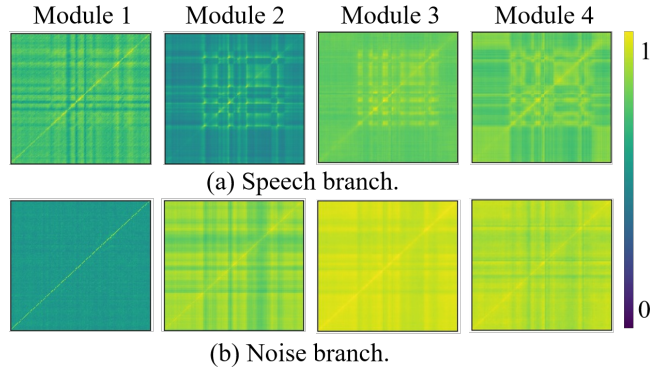 Module 1 Module 2 Module 3 Module 4
1
(a) Speech branch.
0
(b) Noise branch.